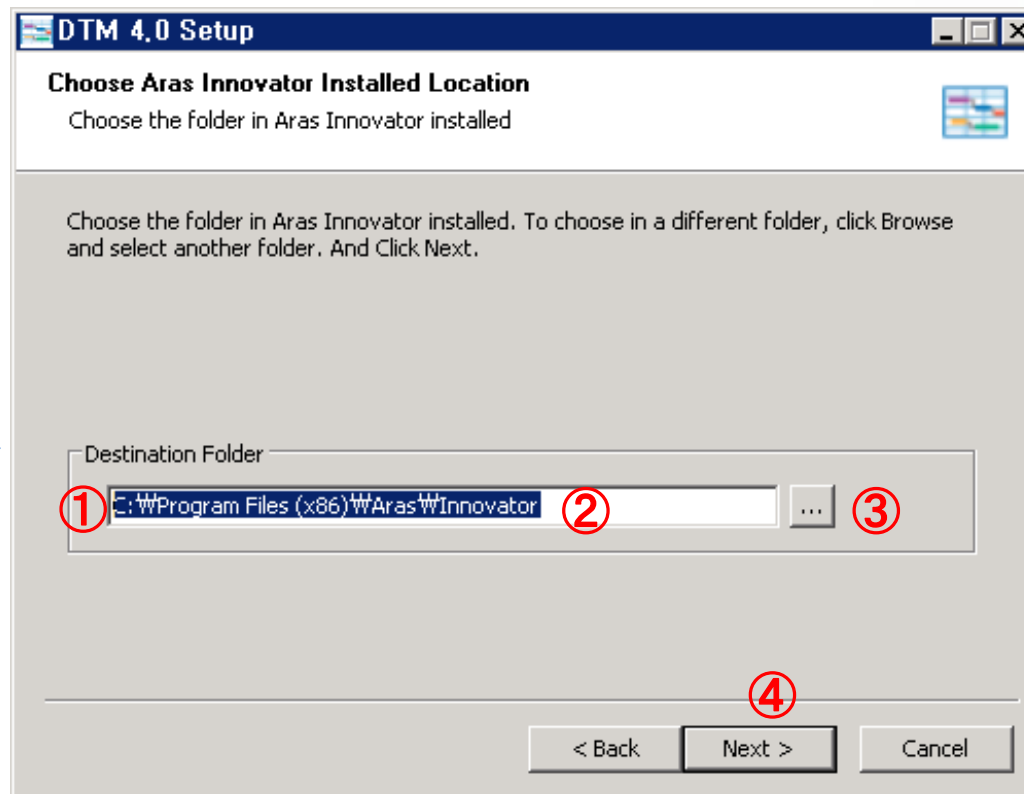 DTM 4.0 Setup
Choose Aras Innovator Installed Location
Choose the folder in Aras Innovator installed
Choose the folder in Aras Innovator installed. To choose in a different folder, click Browse
and select another folder. And Click Next.
Destination Folder
① C:₩Program Files (x86)₩Aras₩Innovator ② ... ③
④
< Back Next > Cancel